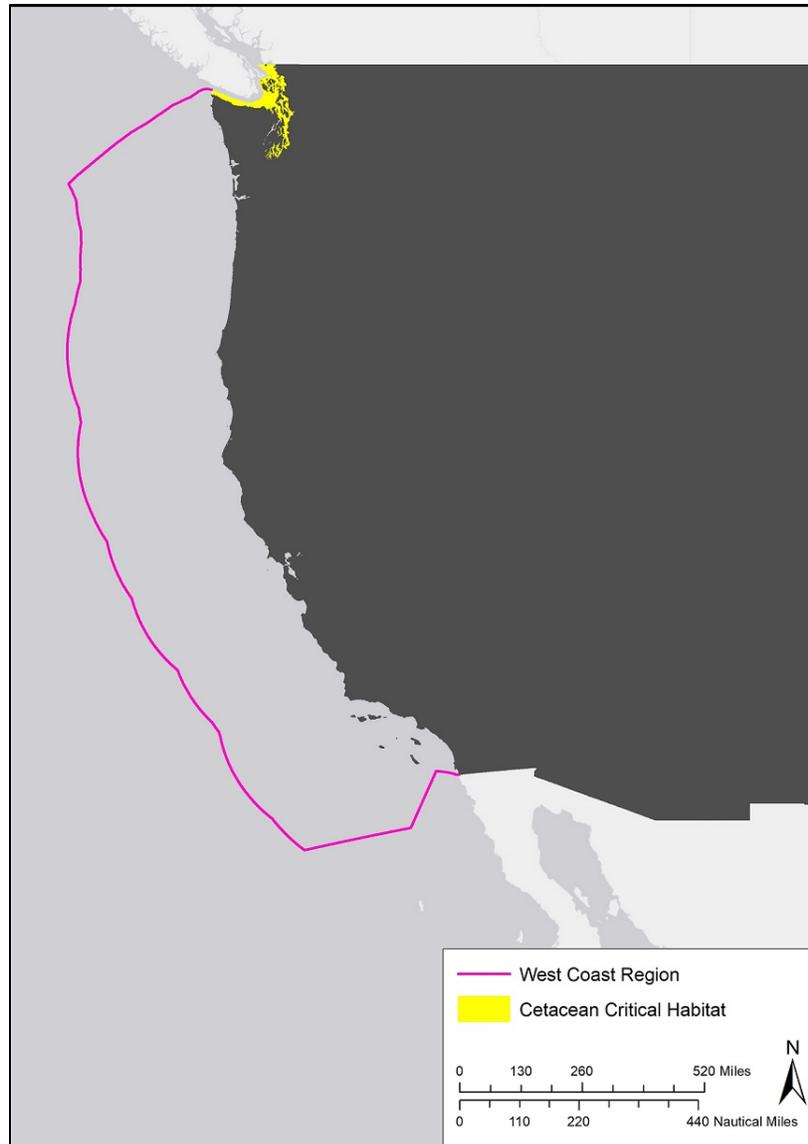 West Coast Region
Cetacean Critical Habitat
N
0 130 260 520 Miles
0 110 220 440 Nautical Miles